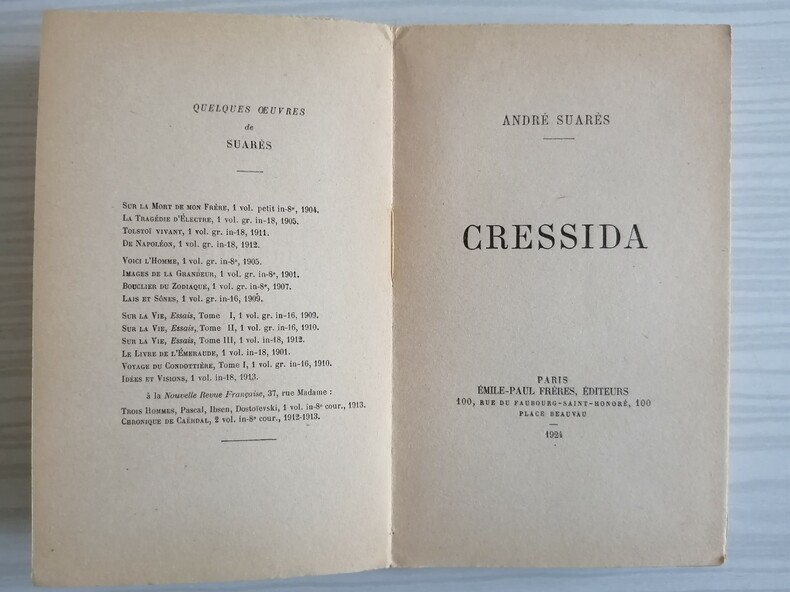 QUELQUES ŒUVRES
de
SUARÈS
Sur la Mort de mon Frère, 1 vol. petit in-8º, 1904.
La Tragédie d'Électre, 1 vol. gr. in-18, 1905.
Tolstoï vivant, 1 vol. gr. in-18, 1911.
De Napoléon, 1 vol. gr. in-18, 1912.
Voici l'Homme, 1 vol. gr. in-8º, 1905.
Images de la Grandeur, 1 vol. gr. in-8º, 1901.
Bouclier du Zodiaque, 1 vol. gr. in-8º, 1907.
Lais et Sônes, 1 vol. gr. in-16, 1909.
Sur la Vie, Essais, Tome I, 1 vol. gr. in-16, 1909.
Sur la Vie, Essais, Tome II, 1 vol. gr. in-16, 1910.
Sur la Vie, Essais, Tome III, 1 vol. gr. in-18, 1912.
Le Livre de l'Émeraude, 1 vol. in-18, 1901.
Voyage du Condottière, Tome I, 1 vol. gr. in-16, 1910.
Idées et Visions, 1 vol. in-18, 1913.
à la Nouvelle Revue Française, 37, rue Madame :
Trois Hommes, Pascal, Ibsen, Dostoïevski, 1 vol. in-8º cour., 1913.
Chronique de Caërdal, 2 vol. in-8º cour., 1912-1913.
ANDRÉ SUARÈS
CRESSIDA
PARIS
ÉMILE-PAUL FRÈRES, ÉDITEURS
100, RUE DU FAUBOURG-SAINT-HONORÉ, 100
PLACE BEAUVAU
1924